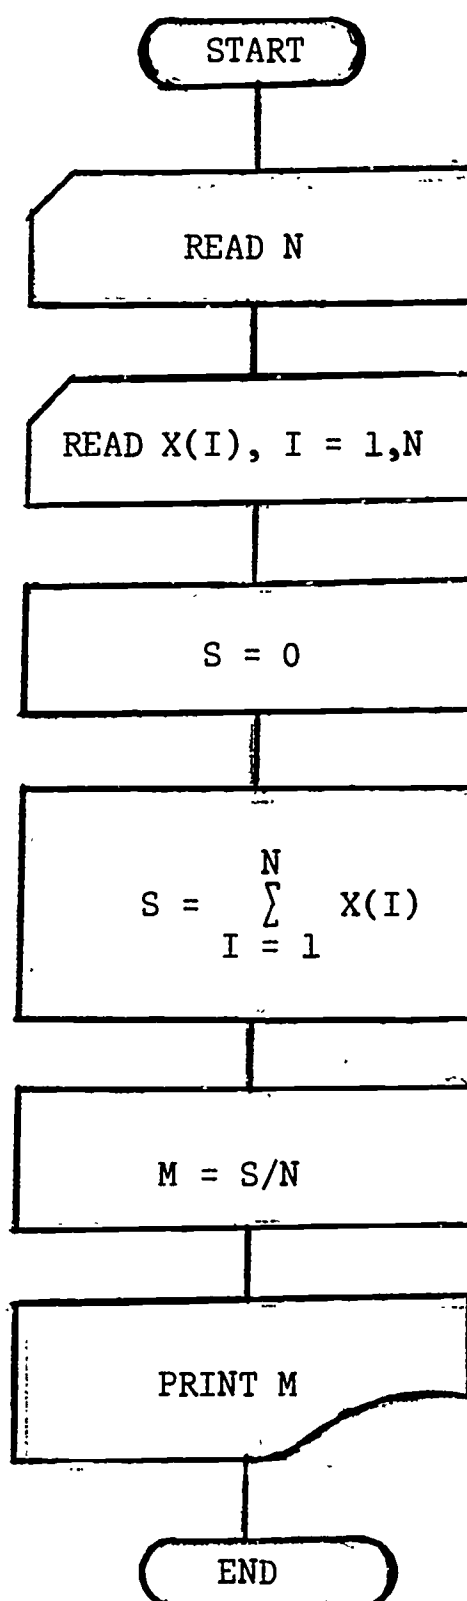 START
READ N
READ X(I), I = 1,N
S = 0
N
S = ∑ X(I)
I = 1
M = S/N
PRINT M
END